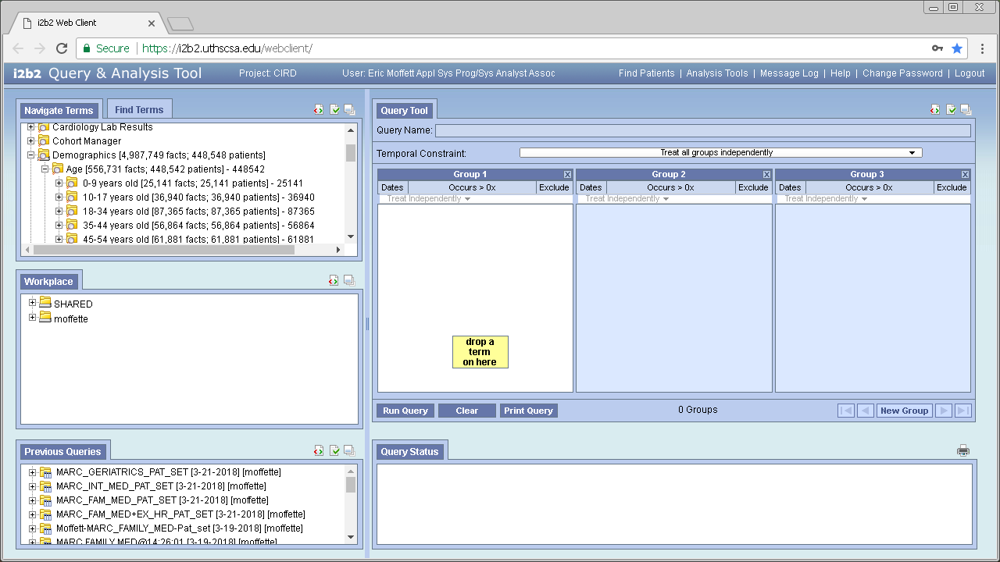 i2b2 Web Client
Secure
https://i2b2.uthscsa.edu/webclient/
i2b2 Query & Analysis Tool
Project: CIRD
User: Eric Moffett Appl Sys Prog/Sys Analyst Assoc
Find Patients | Analysis Tools | Message Log | Help | Change Password | Logout
Navigate Terms
Find Terms
Cardiology Lab Results
Cohort Manager
Demographics [4,987,749 facts; 448,548 patients]
Age [556,731 facts; 448,542 patients] - 448542
0-9 years old [25,141 facts; 25,141 patients] - 25141
10-17 years old [36,940 facts; 36,940 patients] - 36940
18-34 years old [87,365 facts; 87,365 patients] - 87365
35-44 years old [56,864 facts; 56,864 patients] - 56864
45-54 years old [61,881 facts; 61,881 patients] - 61881
Workplace
SHARED
moffette
Previous Queries
MARC_GERIATRICS_PAT_SET [3-21-2018] [moffette]
MARC_INT_MED_PAT_SET [3-21-2018] [moffette]
MARC_FAM_MED_PAT_SET [3-21-2018] [moffette]
MARC_FAM_MED+EX_HR_PAT_SET [3-21-2018] [moffette]
Moffett-MARC_FAMILY_MED-Pat_set [3-19-2018] [moffette]
MARC FAMILY MED@14:26:01 [3-19-2018] [moffette]
Query Tool
Query Name:
Temporal Constraint:
Treat all groups independently
Group 1
Group 2
Group 3
Dates
Occurs > 0x
Exclude
Dates
Occurs > 0x
Exclude
Dates
Occurs > 0x
Exclude
Treat Independently
Treat Independently
Treat Independently
drop a
term
on here
Run Query
Clear
Print Query
0 Groups
New Group
Query Status